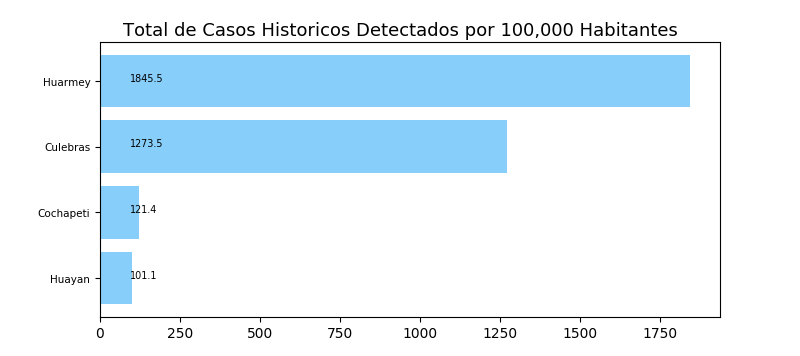 Total de Casos Historicos Detectados por 100,000 Habitantes
Huarmey 1845.5
Culebras 1273.5
Cochapeti 121.4
Huayan 101.1
0 250 500 750 1000 1250 1500 1750